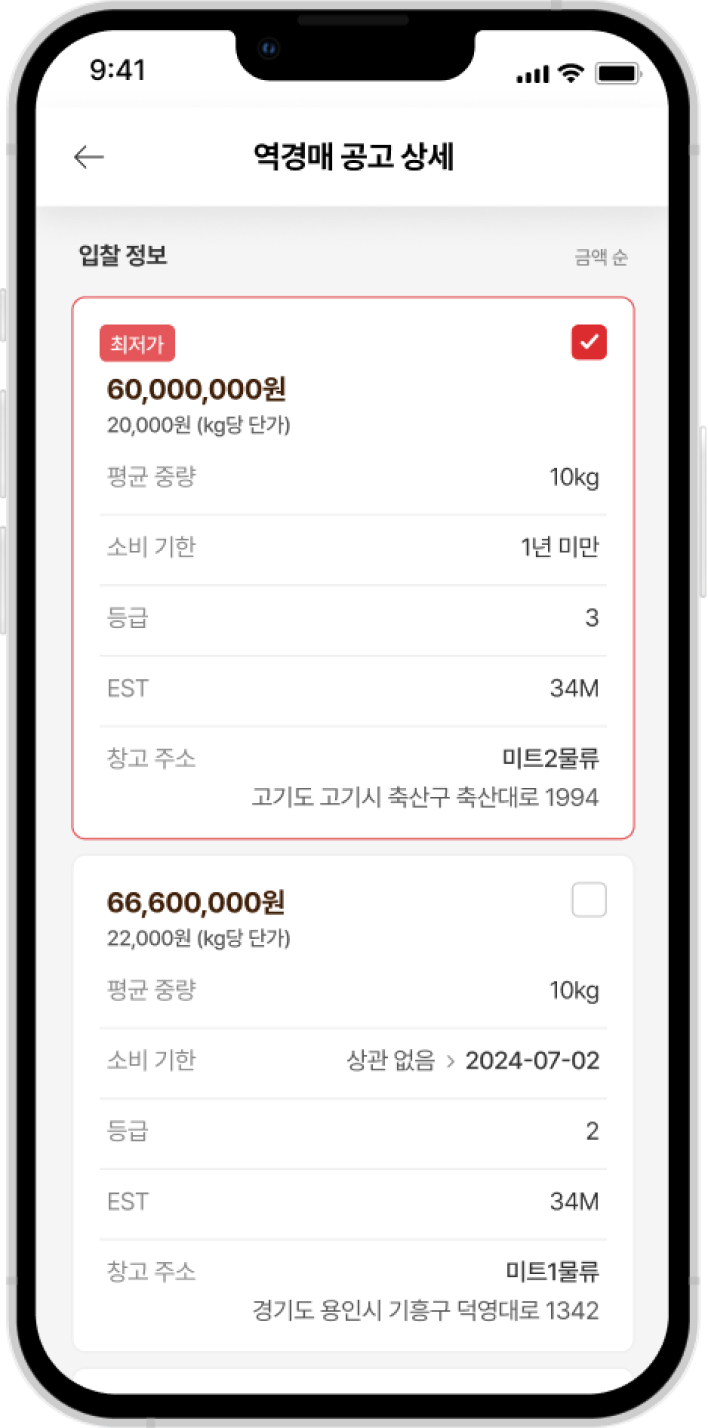 9:41
역경매 공고 상세
입찰 정보 금액 순
최저가
60,000,000원
20,000원 (kg당 단가)
평균 중량 10kg
소비 기한 1년 미만
등급 3
EST 34M
창고 주소 미트2물류
고기도 고기시 축산구 축산대로 1994
66,600,000원
22,000원 (kg당 단가)
평균 중량 10kg
소비 기한 상관 없음 > 2024-07-02
등급 2
EST 34M
창고 주소 미트1물류
경기도 용인시 기흥구 덕영대로 1342